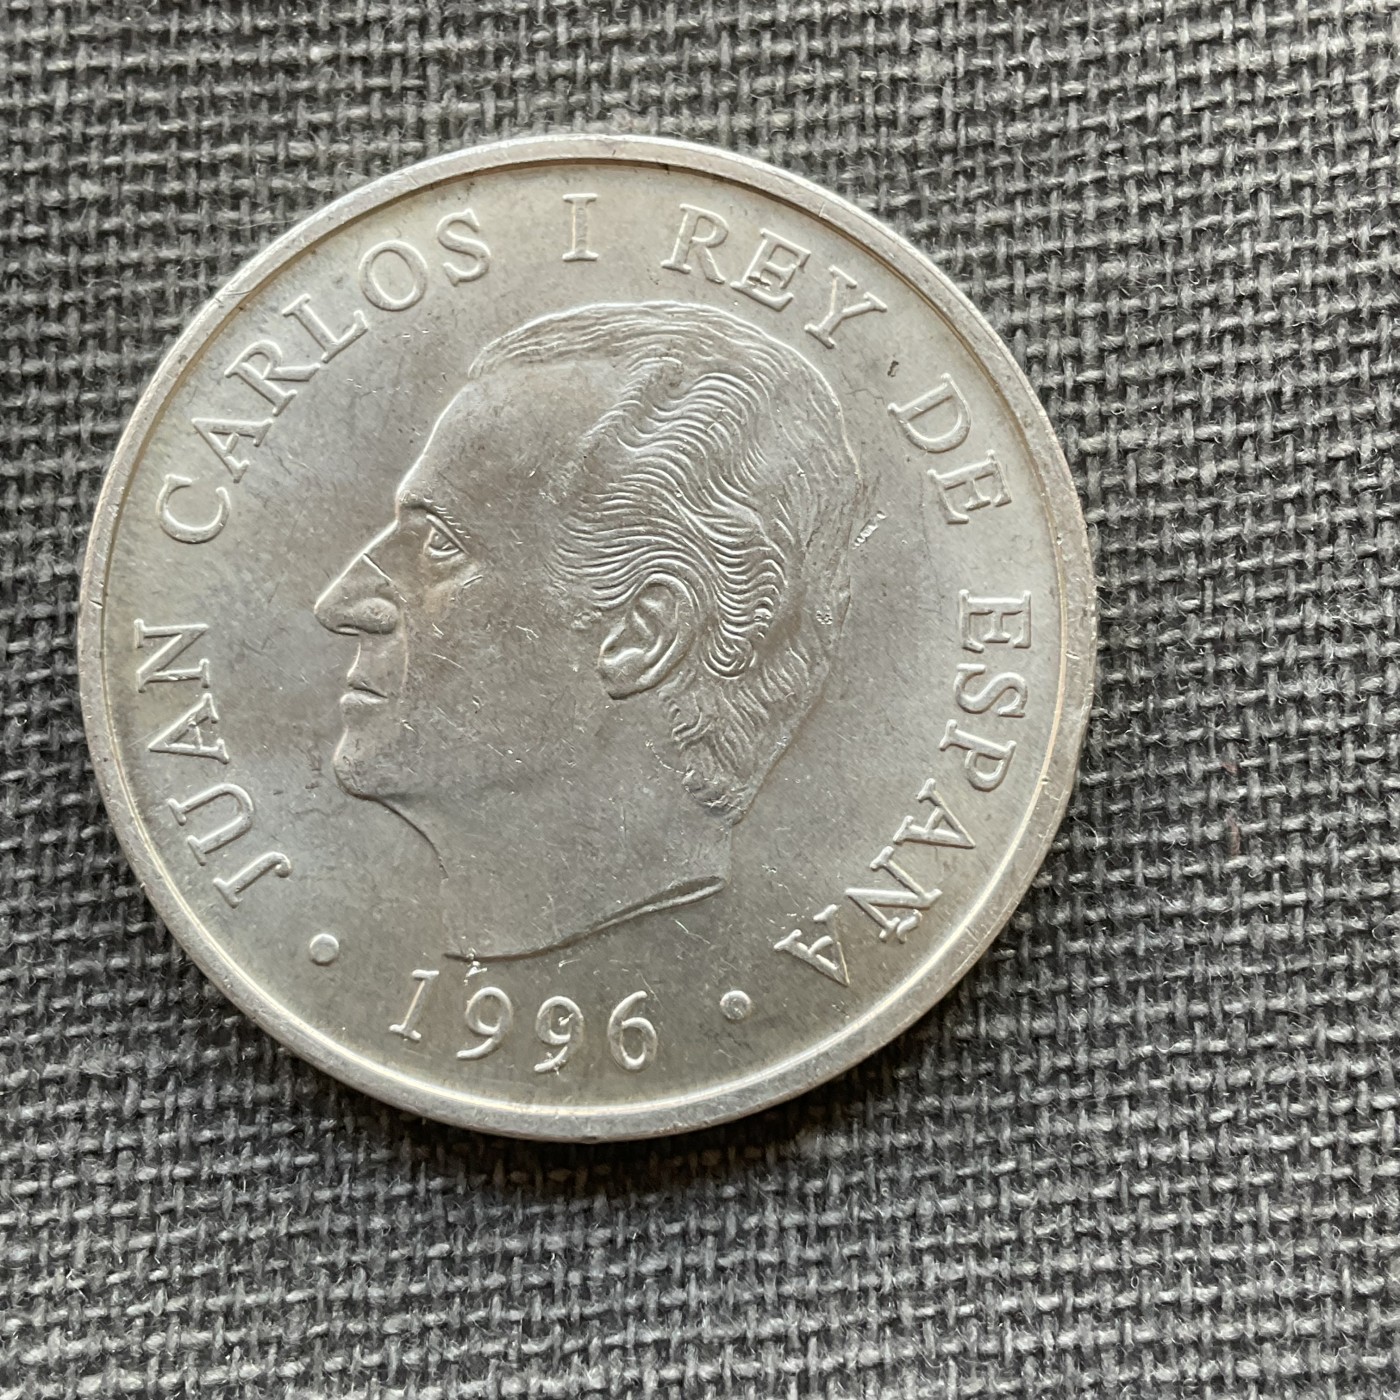 JUAN CARLOS I REY DE ESPAÑA
• 1996 •